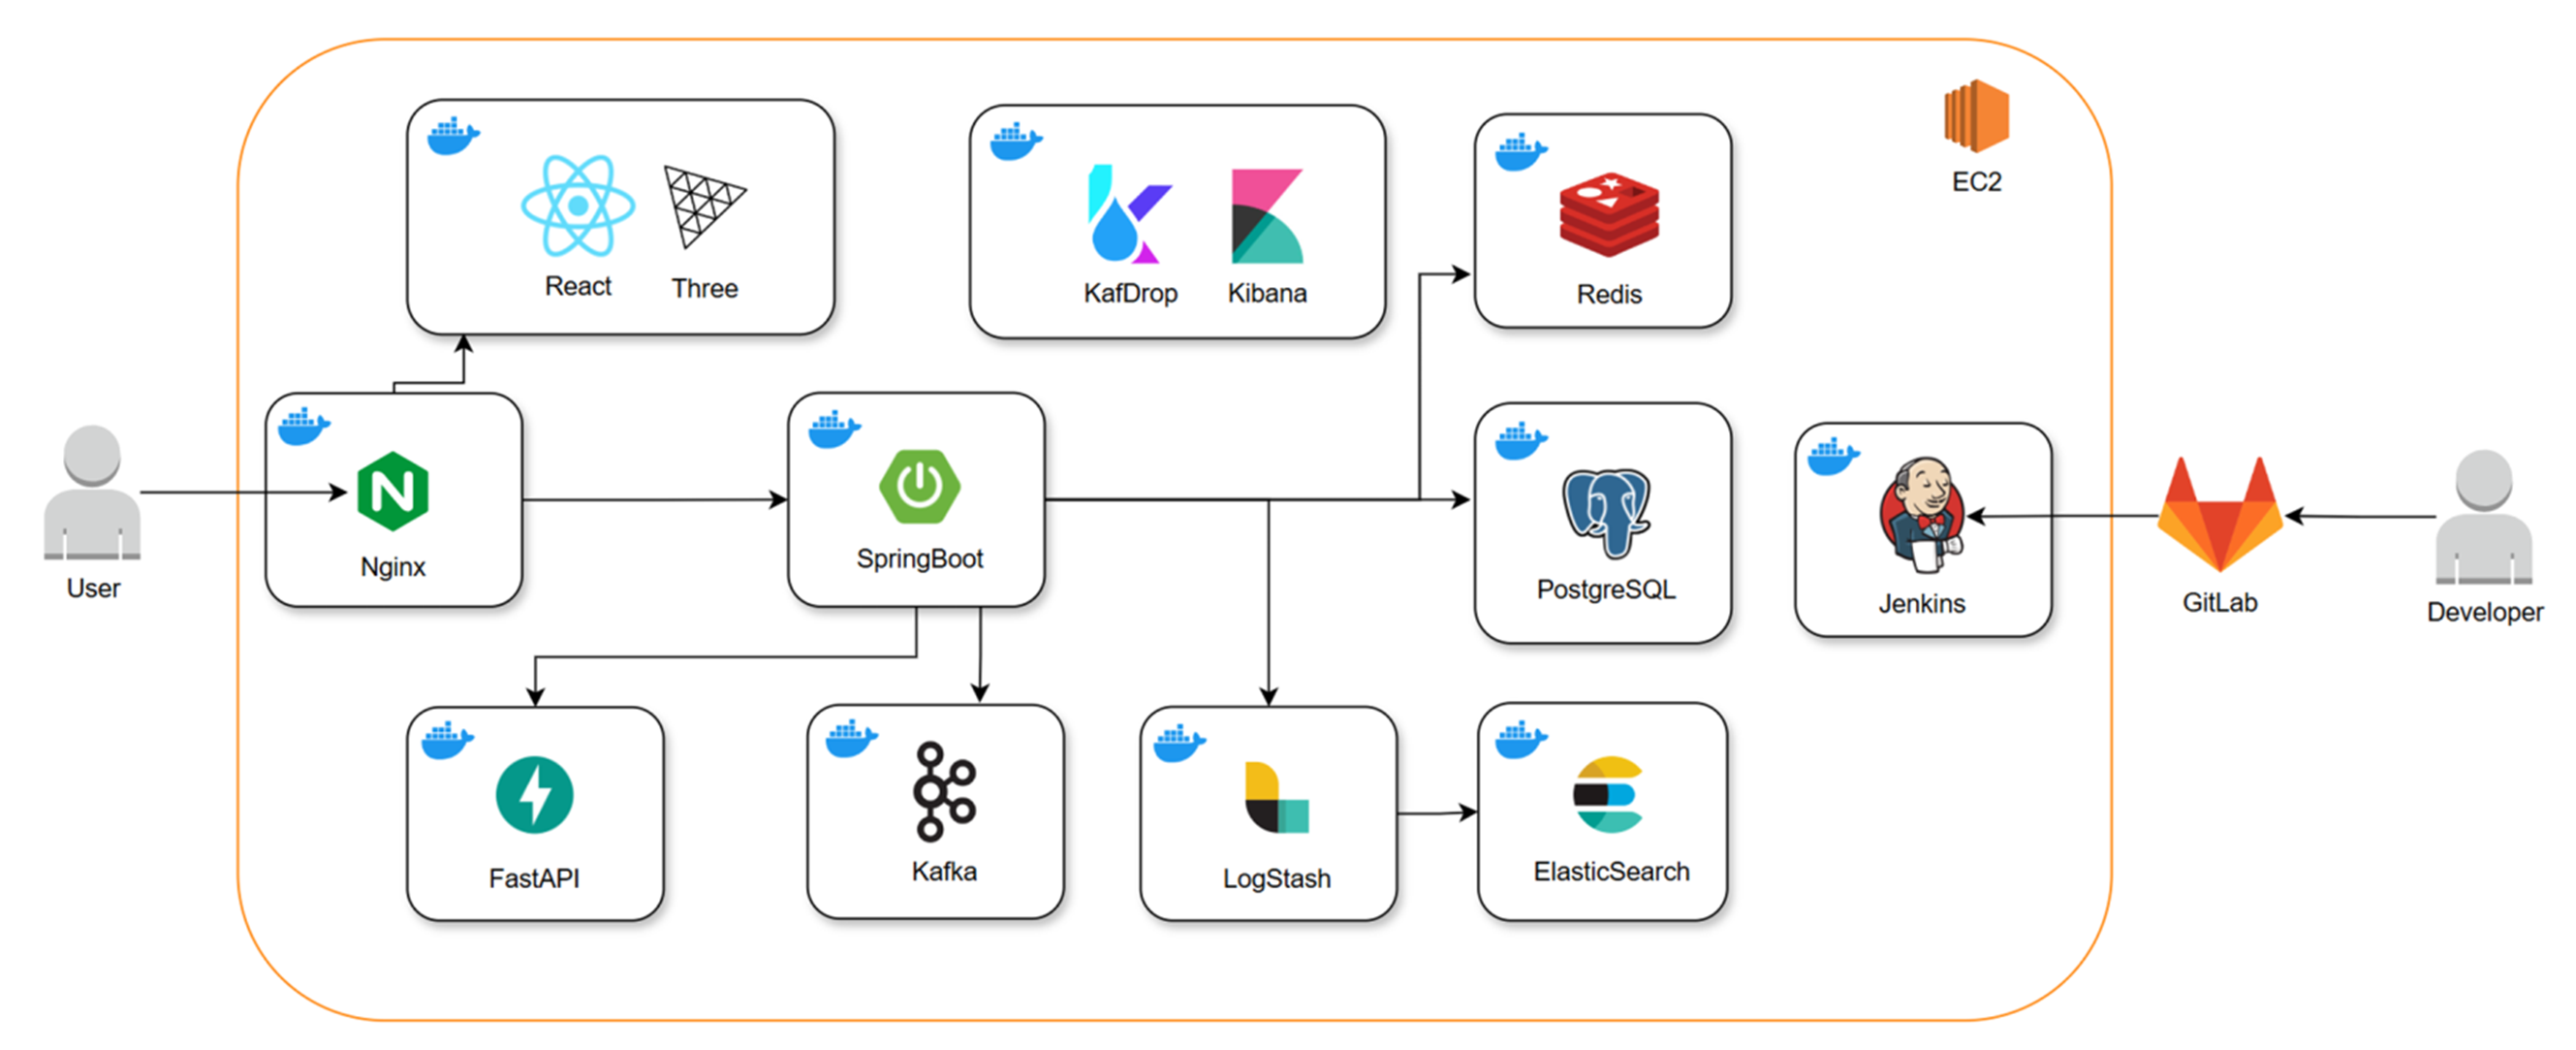 EC2
React
Three
KafDrop
Kibana
Redis
User
Nginx
SpringBoot
PostgreSQL
Jenkins
GitLab
Developer
FastAPI
Kafka
LogStash
ElasticSearch